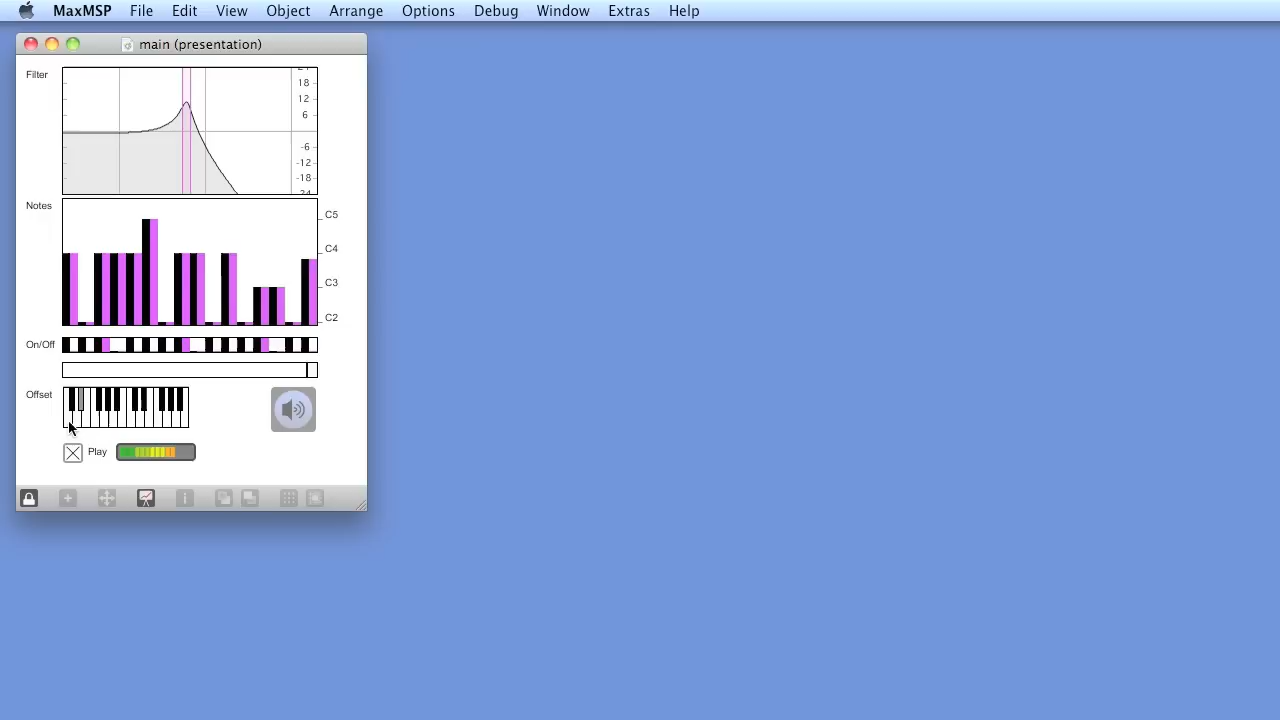 MaxMSP File Edit View Object Arrange Options Debug Window Extras Help
main (presentation)
Filter
18
12
6
-6
-12
-18
Notes
C5
C4
C3
C2
On/Off
Offset
Play